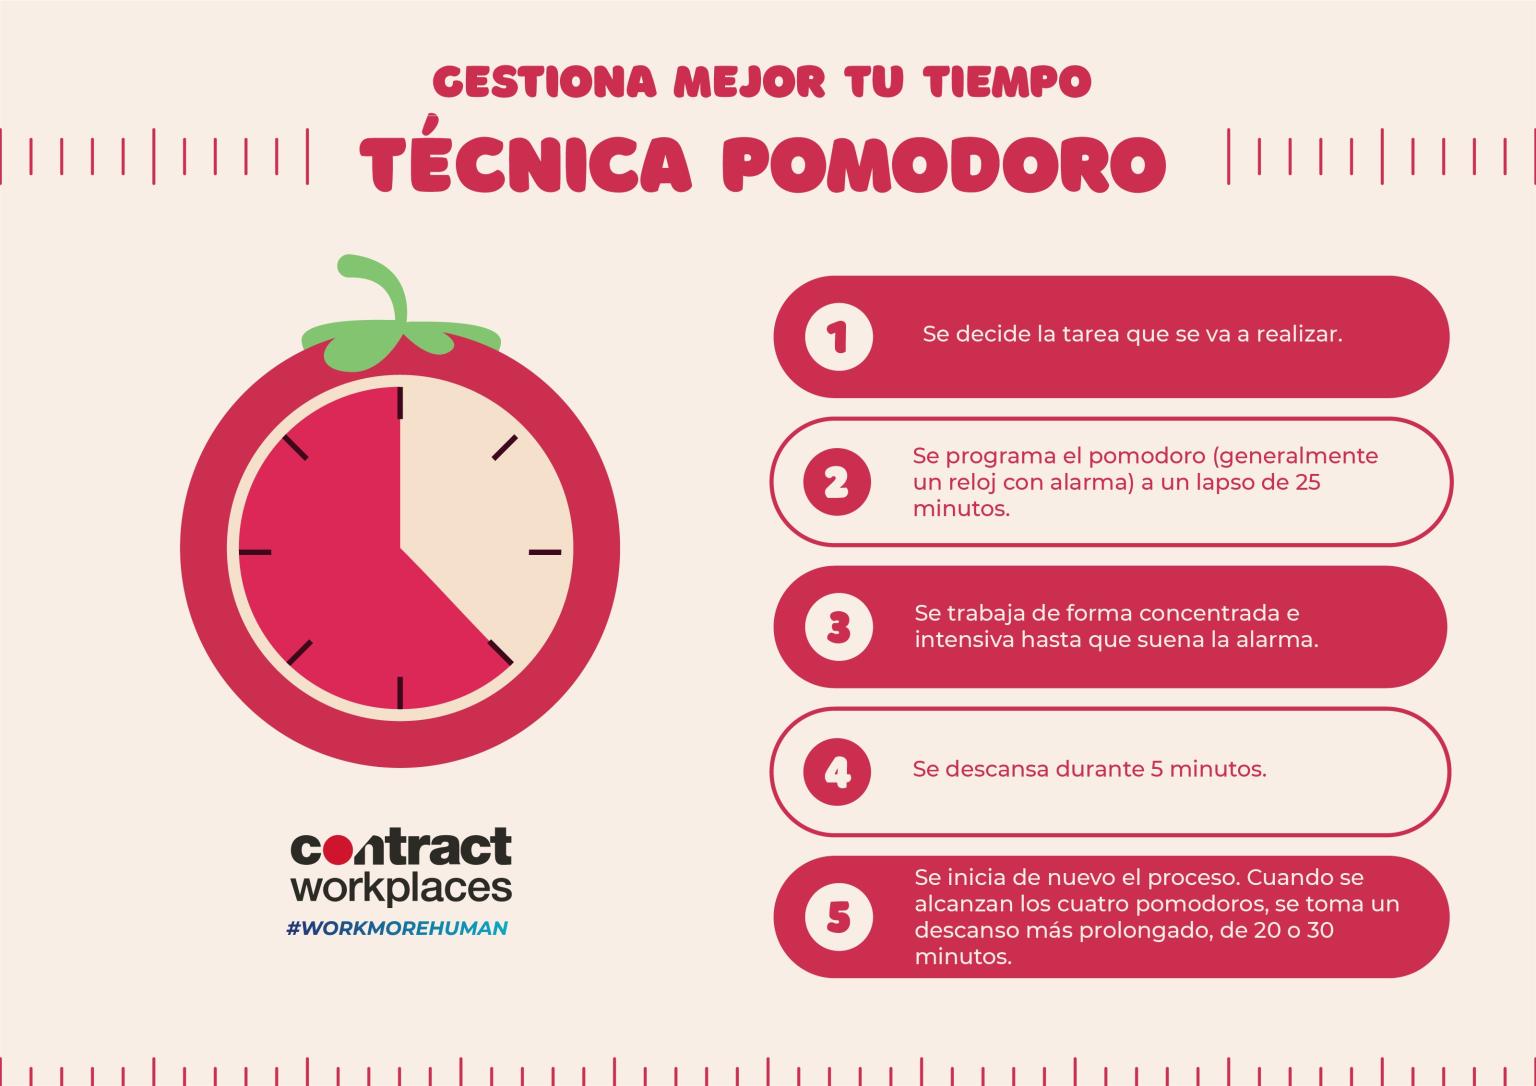 GESTIONA MEJOR TU TIEMPO
TÉCNICA POMODORO
1
Se decide la tarea que se va a realizar.
2
Se programa el pomodoro (generalmente
un reloj con alarma) a un lapso de 25
minutos.
3
Se trabaja de forma concentrada e
intensiva hasta que suena la alarma.
4
Se descansa durante 5 minutos.
5
Se inicia de nuevo el proceso. Cuando se
alcanzan los cuatro pomodoros, se toma un
descanso más prolongado, de 20 o 30
minutos.
contract
workplaces
#WORKMOREHUMAN